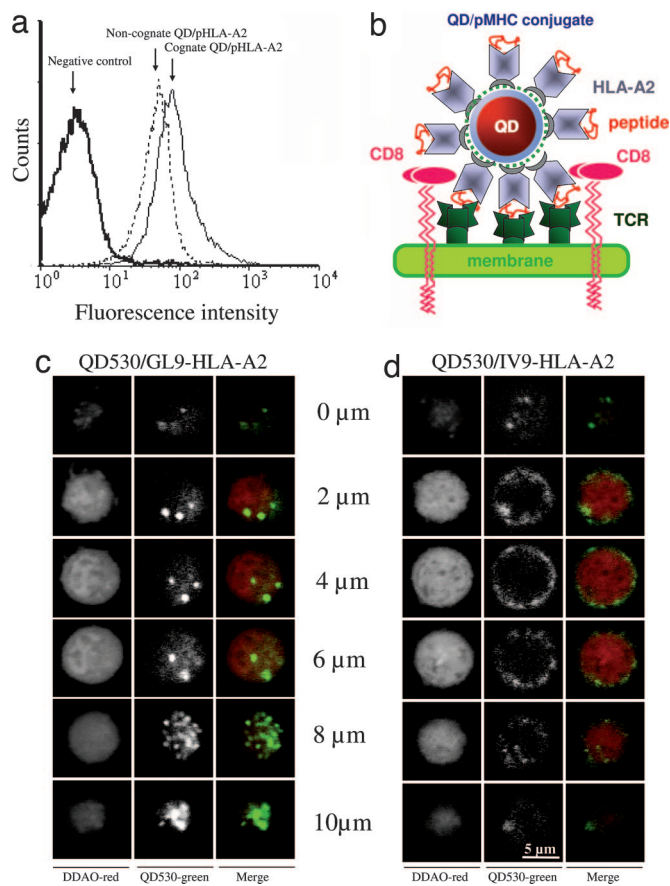 a
Non-cognate QD/pHLA-A2
Cognate QD/pHLA-A2
Negative control
Counts
10^0 10^1 10^2 10^3 10^4
Fluorescence intensity
b
QD/pMHC conjugate
HLA-A2
QD
peptide
CD8
CD8
TCR
membrane
c
QD530/GL9-HLA-A2
d
QD530/IV9-HLA-A2
0 µm
2 µm
4 µm
6 µm
8 µm
10µm
5 µm
DDAO-red QD530-green Merge
DDAO-red QD530-green Merge